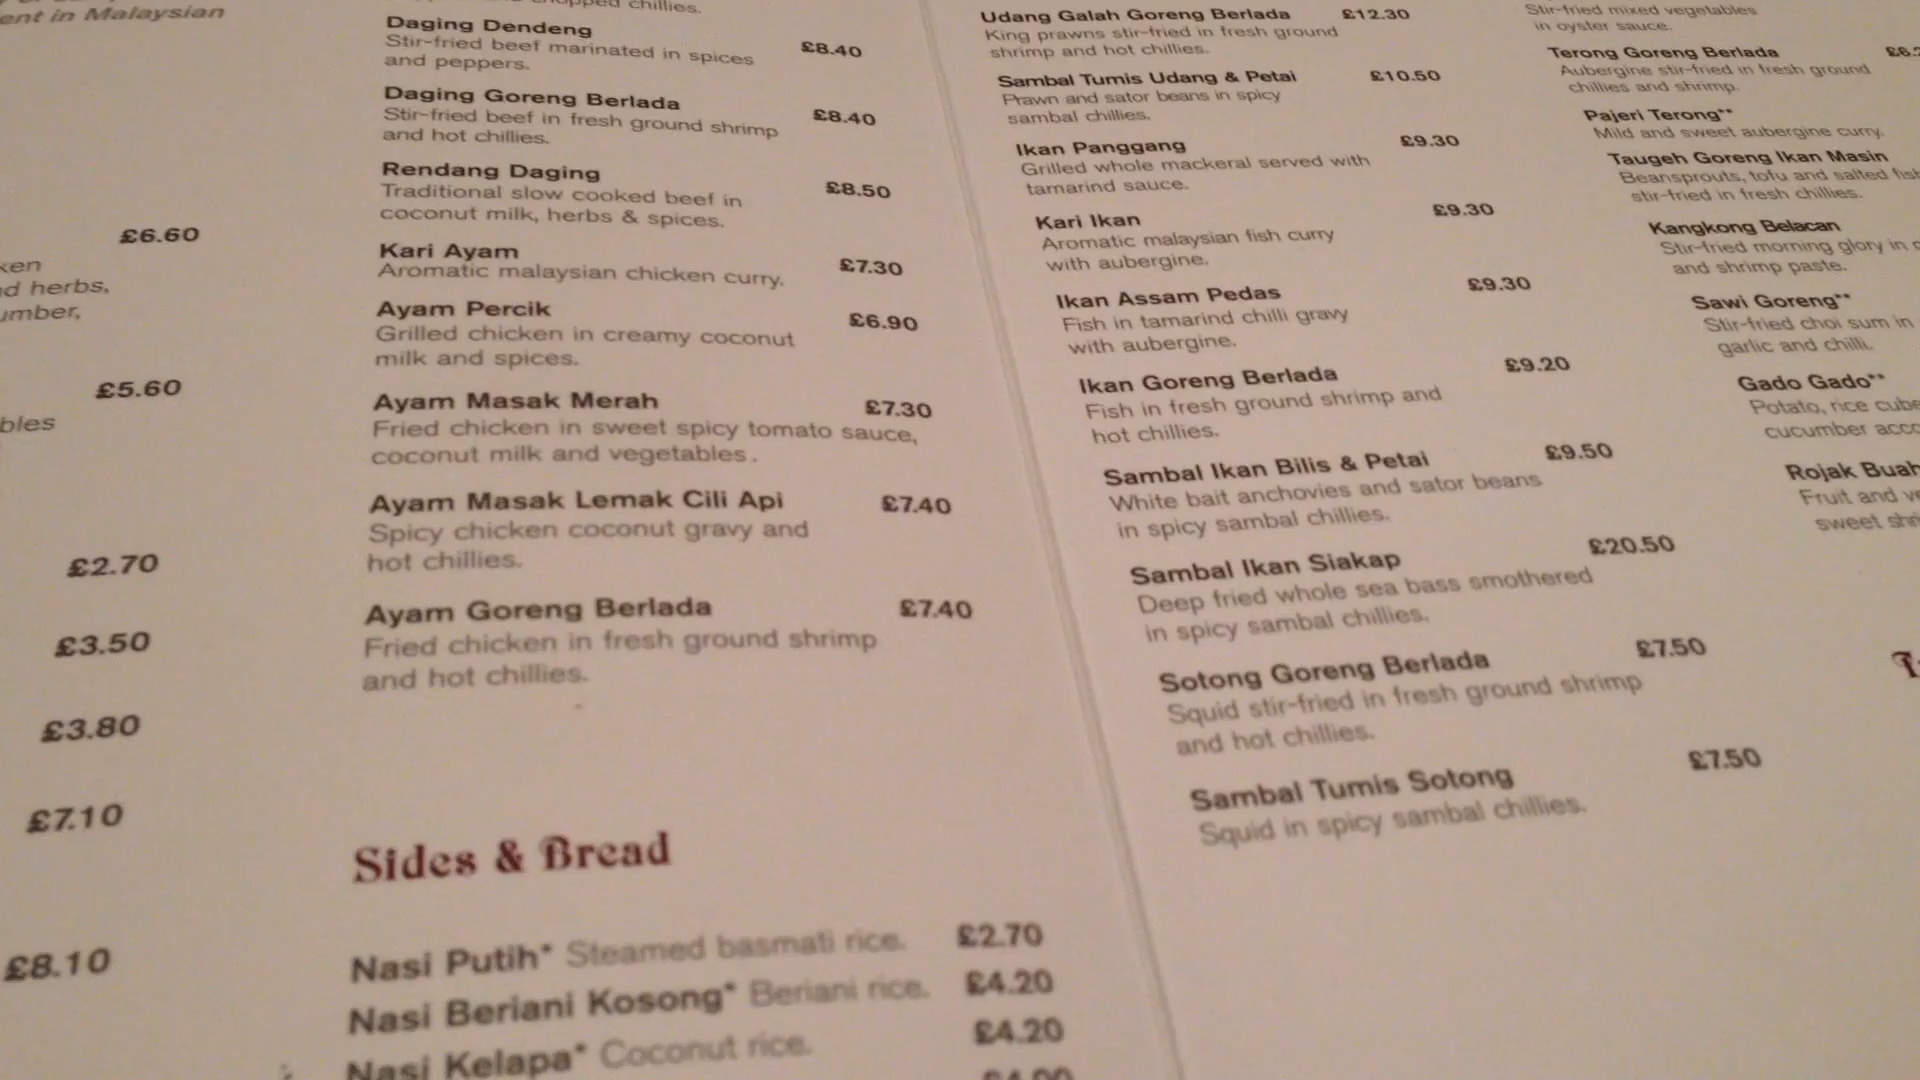 ent in Malaysian
£6.60
d herbs,
£5.60
£2.70
£3.50
£3.80
£7.10
£8.10
chillies.
Daging Dendeng £8.40
Stir-fried beef marinated in spices
and peppers.
Daging Goreng Berlada £8.40
Stir-fried beef in fresh ground shrimp
and hot chillies.
Rendang Daging £8.50
Traditional slow cooked beef in
coconut milk, herbs & spices.
Kari Ayam £7.30
Aromatic malaysian chicken curry.
Ayam Percik £6.90
Grilled chicken in creamy coconut
milk and spices.
Ayam Masak Merah £7.30
Fried chicken in sweet spicy tomato sauce,
coconut milk and vegetables.
Ayam Masak Lemak Cili Api £7.40
Spicy chicken coconut gravy and
hot chillies.
Ayam Goreng Berlada £7.40
Fried chicken in fresh ground shrimp
and hot chillies.
Sides & Bread
Nasi Putih* Steamed basmati rice. £2.70
Nasi Beriani Kosong* Beriani rice. £4.20
Nasi Kelapa* Coconut rice. £4.20
Udang Galah Goreng Berlada £12.30
King prawns stir-fried in fresh ground
shrimp and hot chillies.
Sambal Tumis Udang & Petai £10.50
Prawn and sator beans in spicy
sambal chillies.
Ikan Panggang £9.30
Grilled whole mackeral served with
tamarind sauce.
Kari Ikan £9.30
Aromatic malaysian fish curry
with aubergine.
Ikan Assam Pedas £9.30
Fish in tamarind chilli gravy
with aubergine.
Ikan Goreng Berlada £9.20
Fish in fresh ground shrimp and
hot chillies.
Sambal Ikan Bilis & Petai £9.50
White bait anchovies and sator beans
in spicy sambal chillies.
Sambal Ikan Siakap £20.50
Deep fried whole sea bass smothered
in spicy sambal chillies.
Sotong Goreng Berlada £7.50
Squid stir-fried in fresh ground shrimp
and hot chillies.
Sambal Tumis Sotong £7.50
Squid in spicy sambal chillies.
Stir-fried mixed vegetables
in oyster sauce.
Terong Goreng Berlada
Aubergine stir-fried in fresh ground
chillies and shrimp.
Pajeri Terong**
Mild and sweet aubergine curry.
Taugeh Goreng Ikan Masin
Beansprouts, tofu and salted fish
stir-fried in fresh chillies.
Kangkong Belacan
Stir-fried morning glory in
and shrimp paste.
Sawi Goreng**
Stir-fried choi sum in
garlic and chilli.
Gado Gado**
Potato, rice cube
cucumber
Rojak Buah
Fruit and
sweet